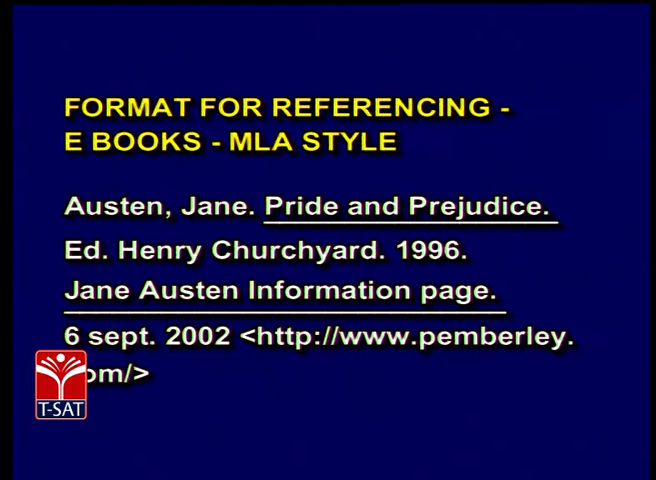 FORMAT FOR REFERENCING -
E BOOKS - MLA STYLE
Austen, Jane. Pride and Prejudice.
Ed. Henry Churchyard. 1996.
Jane Austen Information page.
6 sept. 2002 <http://www.pemberley.
om/>
T-SAT